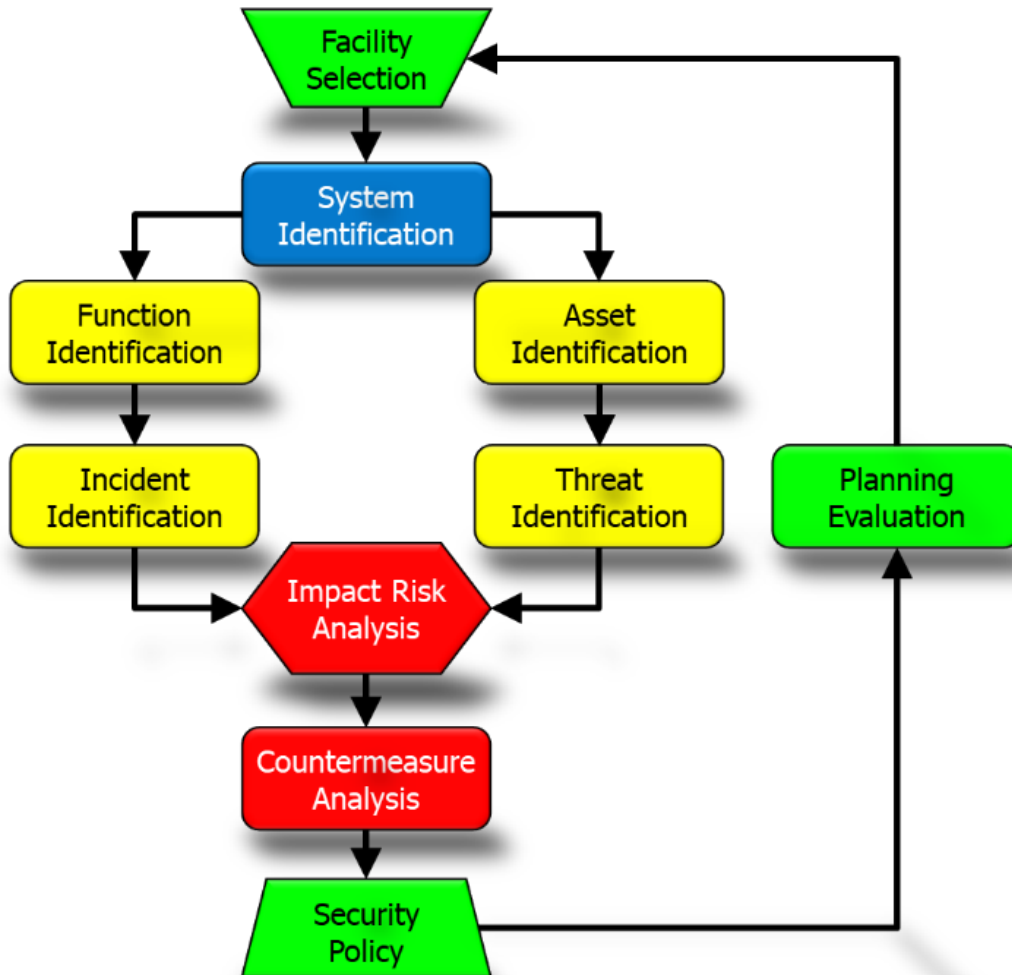 Facility
Selection
System
Identification
Function
Identification
Asset
Identification
Incident
Identification
Threat
Identification
Planning
Evaluation
Impact Risk
Analysis
Countermeasure
Analysis
Security
Policy